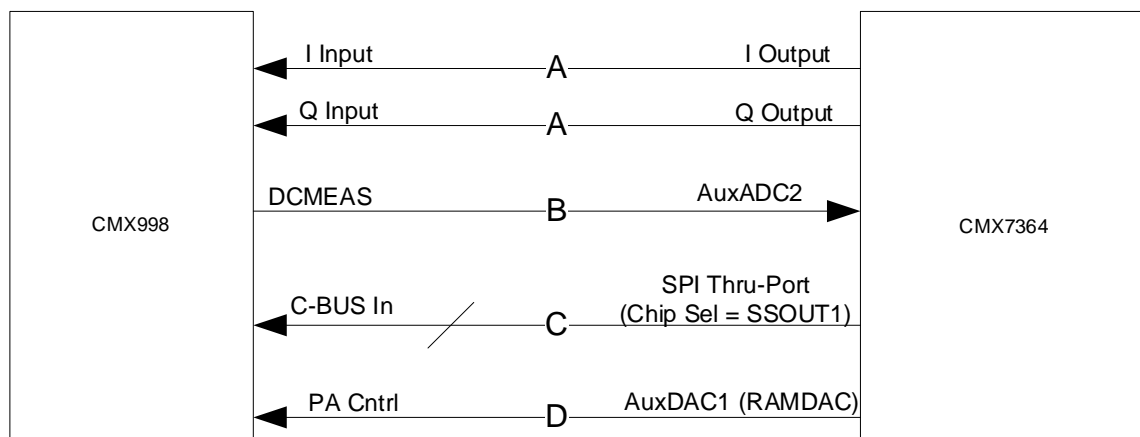 I Input A I Output
Q Input A Q Output
DCMEAS B AuxADC2
CMX998
CMX7364
SPI Thru-Port
C-BUS In C (Chip Sel = SSOUT1)
PA Cntrl D AuxDAC1 (RAMDAC)